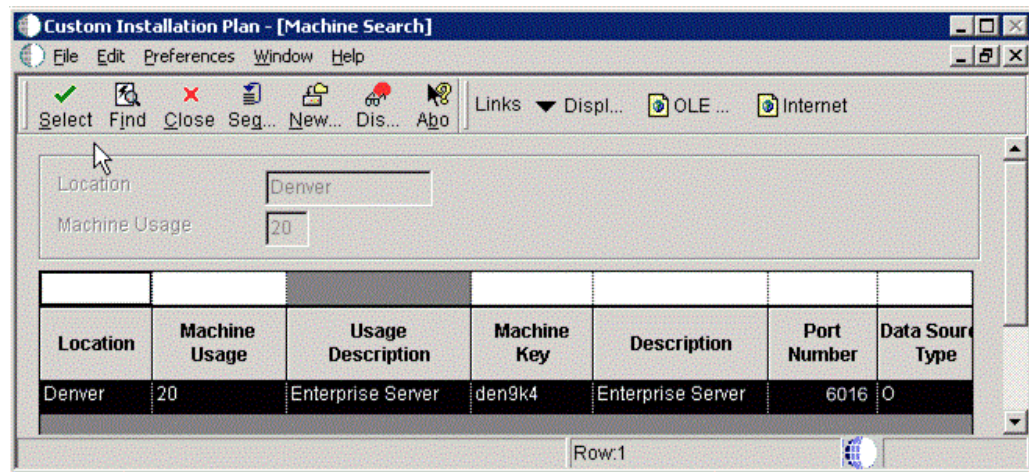 Custom Installation Plan - [Machine Search]
File Edit Preferences Window Help
Select Find Close Seq... New... Dis... Abo Links Displ... OLE ... Internet
Location Denver
Machine Usage 20
Location Machine Usage Usage Description Machine Key Description Port Number Data Sour Type
Denver 20 Enterprise Server den9k4 Enterprise Server 6016 O
Row:1